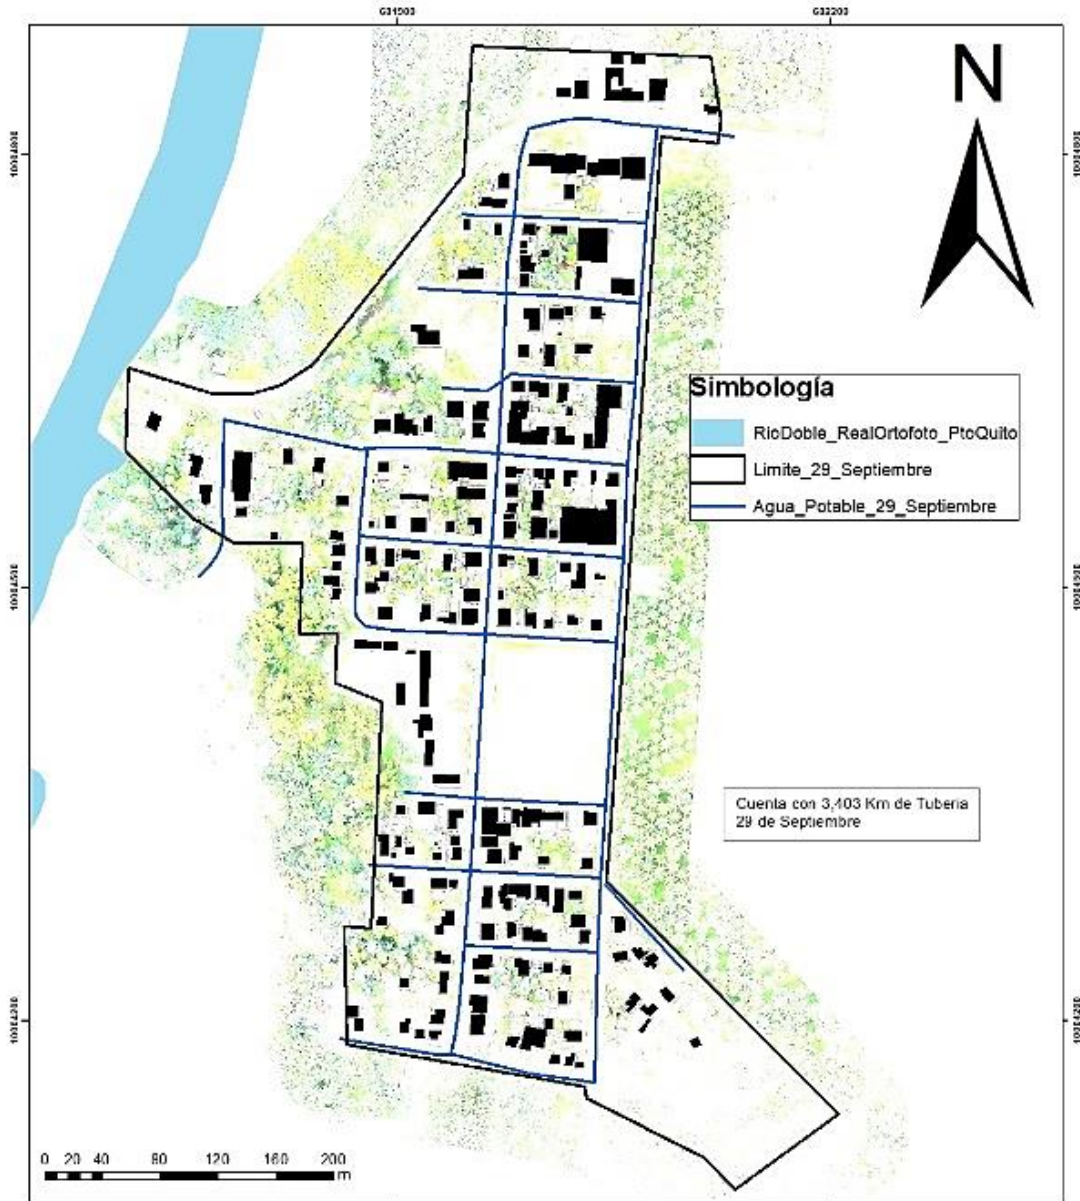 631900
632200
N
Simbología
RioDoble_RealOrtofoto_PtoQuito
Limite_29_Septiembre
Agua_Potable_29_Septiembre
Cuenta con 3,403 Km de Tuberia
29 de Septiembre
0 20 40 80 120 160 200
m